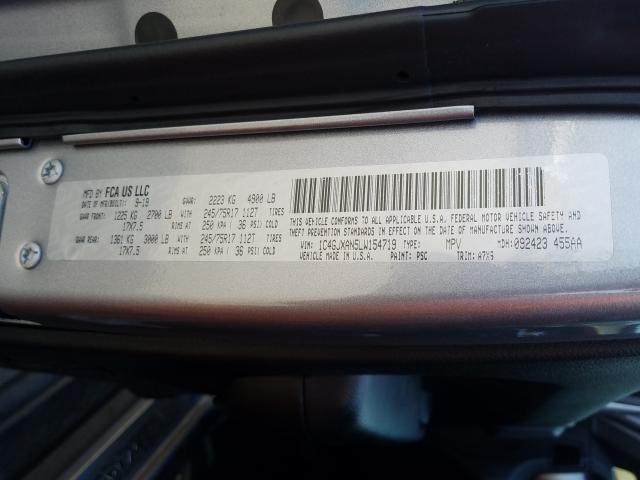 MFD BY FCA US LLC
DATE OF MFR(BUILT): 9-19 GVWR: 2223 KG 4900 LB
GAWR FRONT: 1225 KG 2700 LB WITH 245/75R17 112T
17X7.5 RIMS AT 250 KPA ( 36 PSI) COLD
GAWR REAR: 1361 KG 3000 LB WITH 245/75R17 112T
17X7.5 RIMS AT 250 KPA ( 36 PSI) COLD
THIS VEHICLE CONFORMS TO ALL APPLICABLE U.S.A. FEDERAL MOTOR VEHICLE SAFETY AND
THEFT PREVENTION STANDARDS IN EFFECT ON THE DATE OF MANUFACTURE SHOWN ABOVE.
VIN: 1C4GJXAN5LW154719 TYPE: MPV MDH: 092423 455AA
VEHICLE MADE IN U.S.A. PAINT: PSC TRIM: A7X9